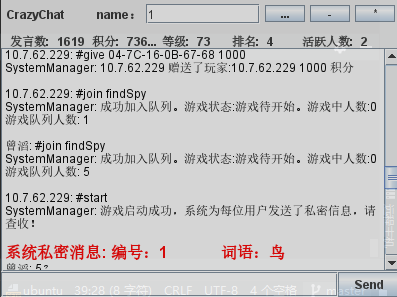 CrazyChat name: 1 ... - *
发言数: 1619 积分: 736... 等级: 73 排名: 4 活跃人数: 2
10.7.62.229: #give 04-7C-16-0B-67-68 1000
SystemManager: 10.7.62.229 赠送了玩家:10.7.62.229 1000 积分
10.7.62.229: #join findSpy
SystemManager: 成功加入队列。游戏状态:游戏待开始。游戏中人数:0
游戏队列人数: 1
曾滔: #join findSpy
SystemManager: 成功加入队列。游戏状态:游戏待开始。游戏中人数:0
游戏队列人数: 5
10.7.62.229: #start
SystemManager: 游戏启动成功，系统为每位用户发送了私密信息，请
查收！
系统私密消息: 编号：1 词语：鸟
曾滔: 5?
Send
ubuntu 39:28 (8 字符) CRLF UTF-8 4 个空格